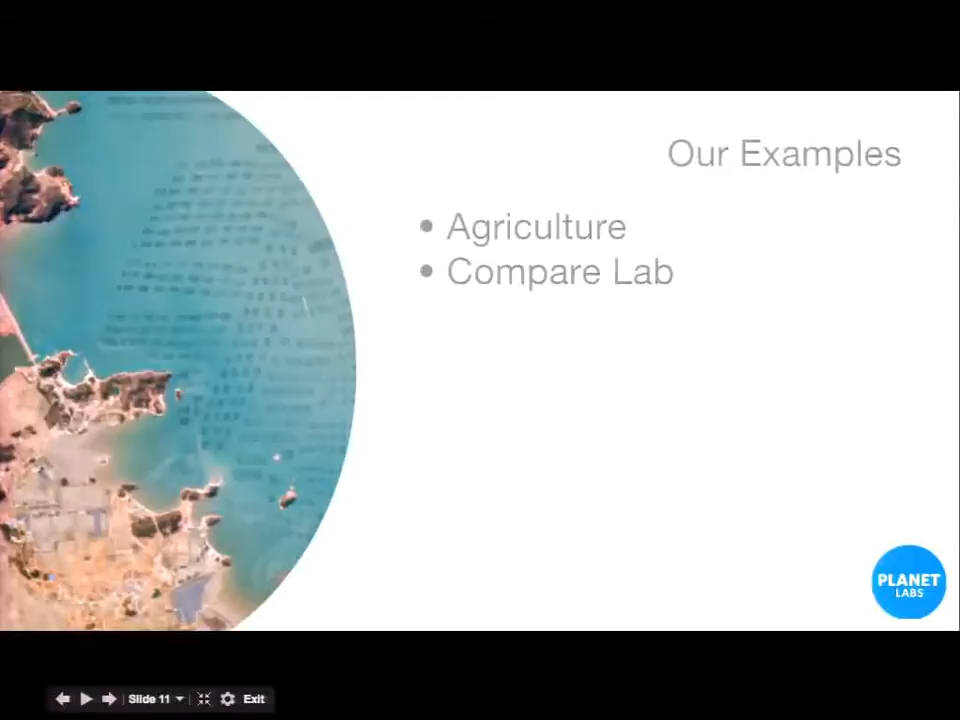 Our Examples
• Agriculture
• Compare Lab
PLANET
LABS
Slide 11
Exit